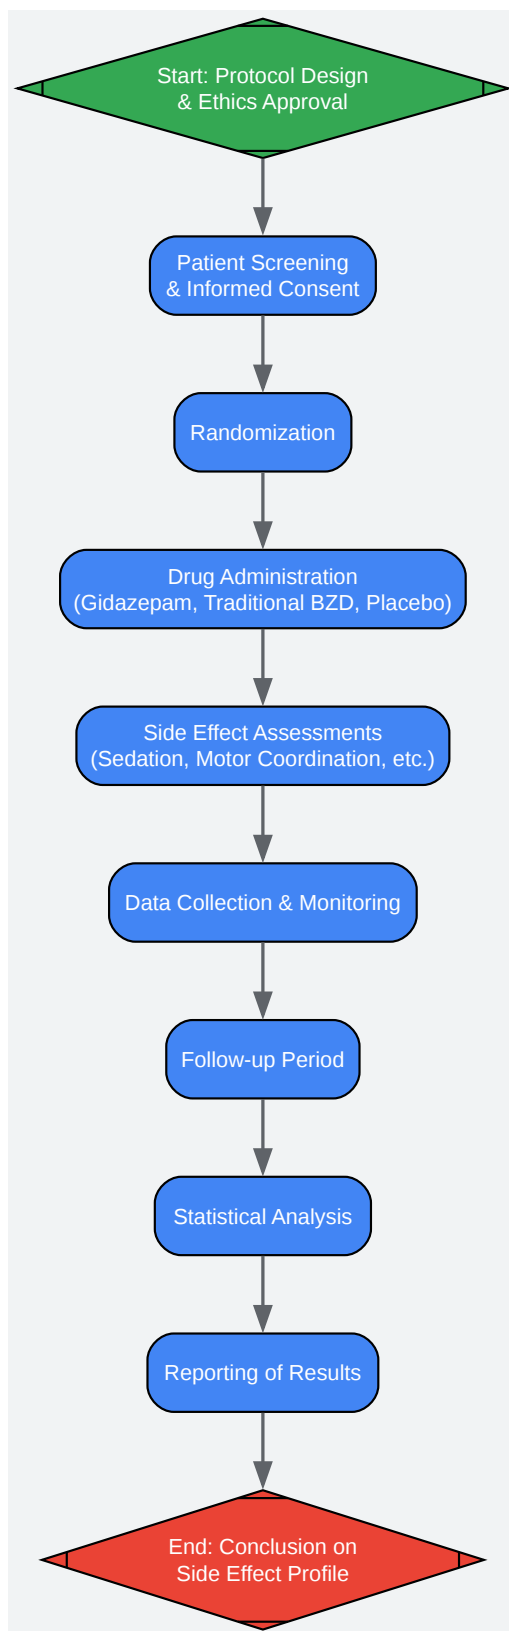 Start: Protocol Design
& Ethics Approval
Patient Screening
& Informed Consent
Randomization
Drug Administration
(Gidazepam, Traditional BZD, Placebo)
Side Effect Assessments
(Sedation, Motor Coordination, etc.)
Data Collection & Monitoring
Follow-up Period
Statistical Analysis
Reporting of Results
End: Conclusion on
Side Effect Profile